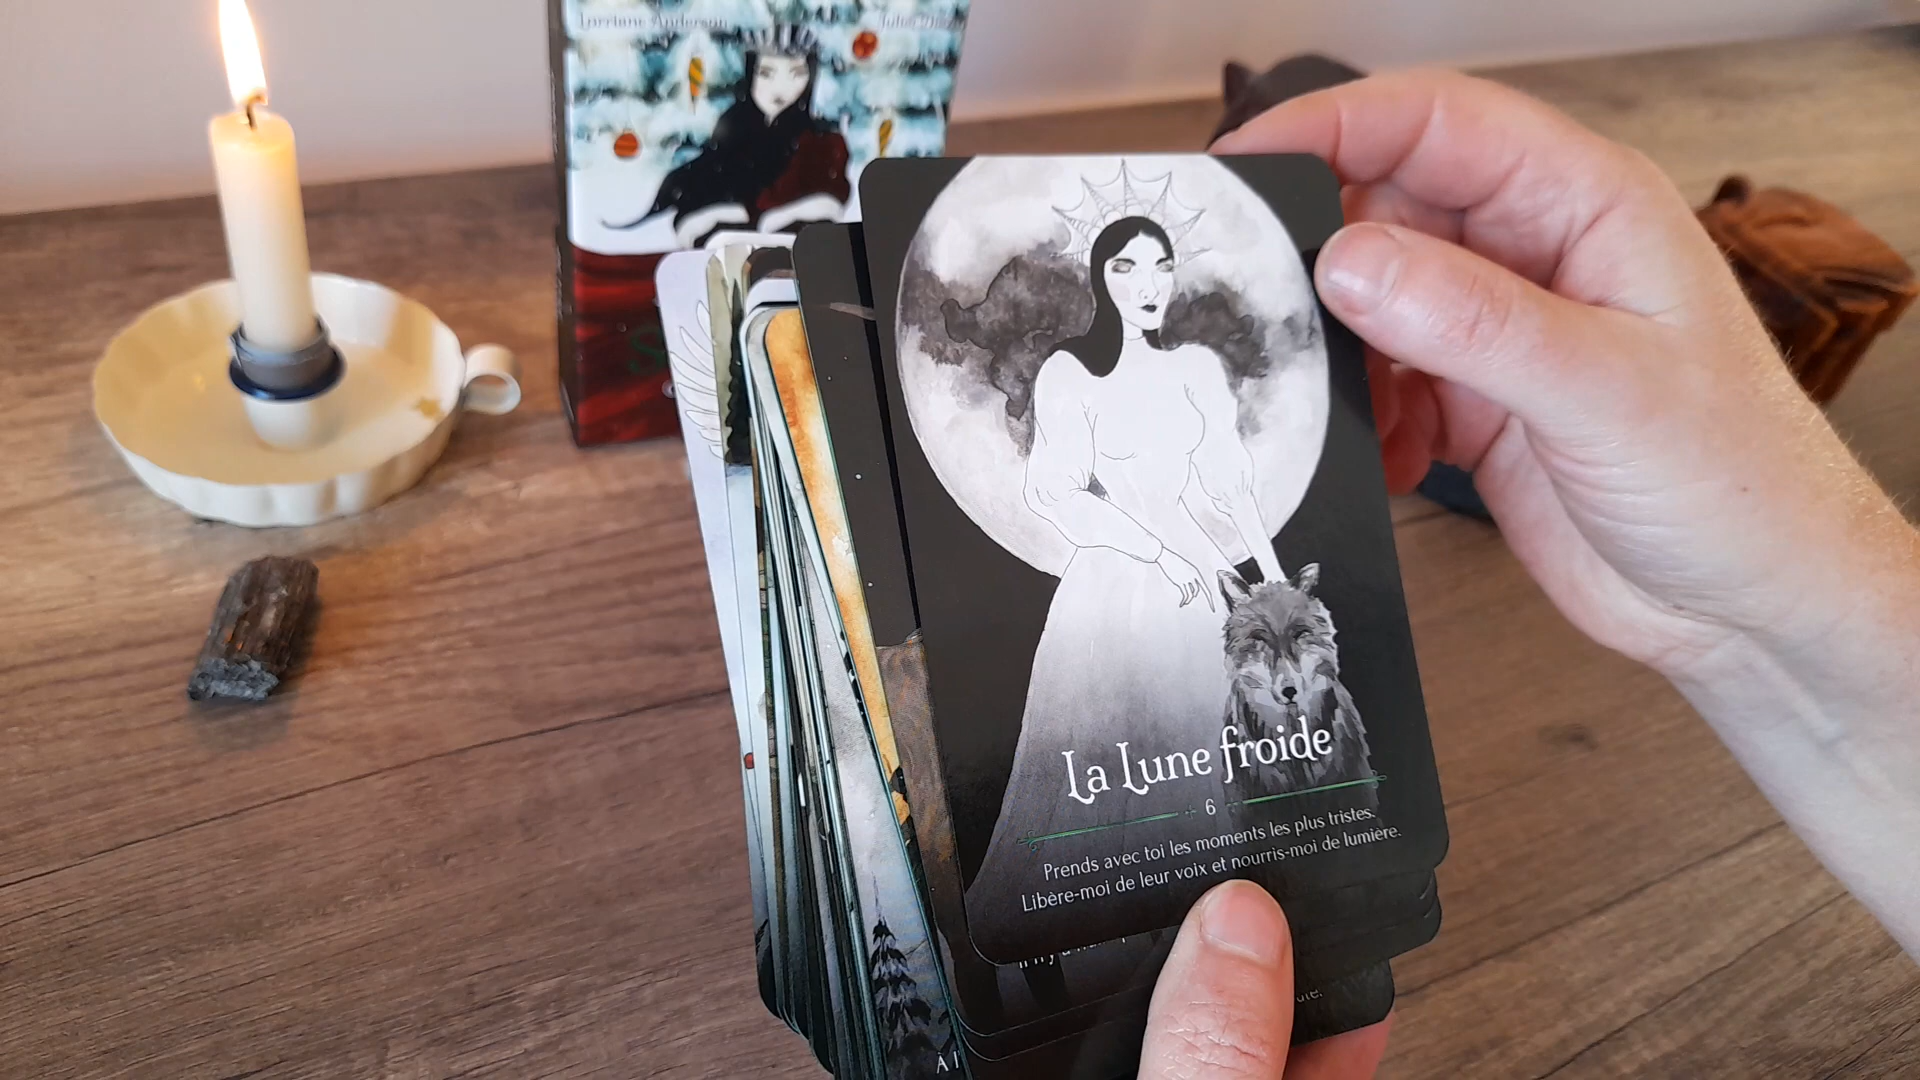 Lorriane Anderson
La Lune froide
6
Prends avec toi les moments les plus tristes.
Libère-moi de leur voix et nourris-moi de lumière.